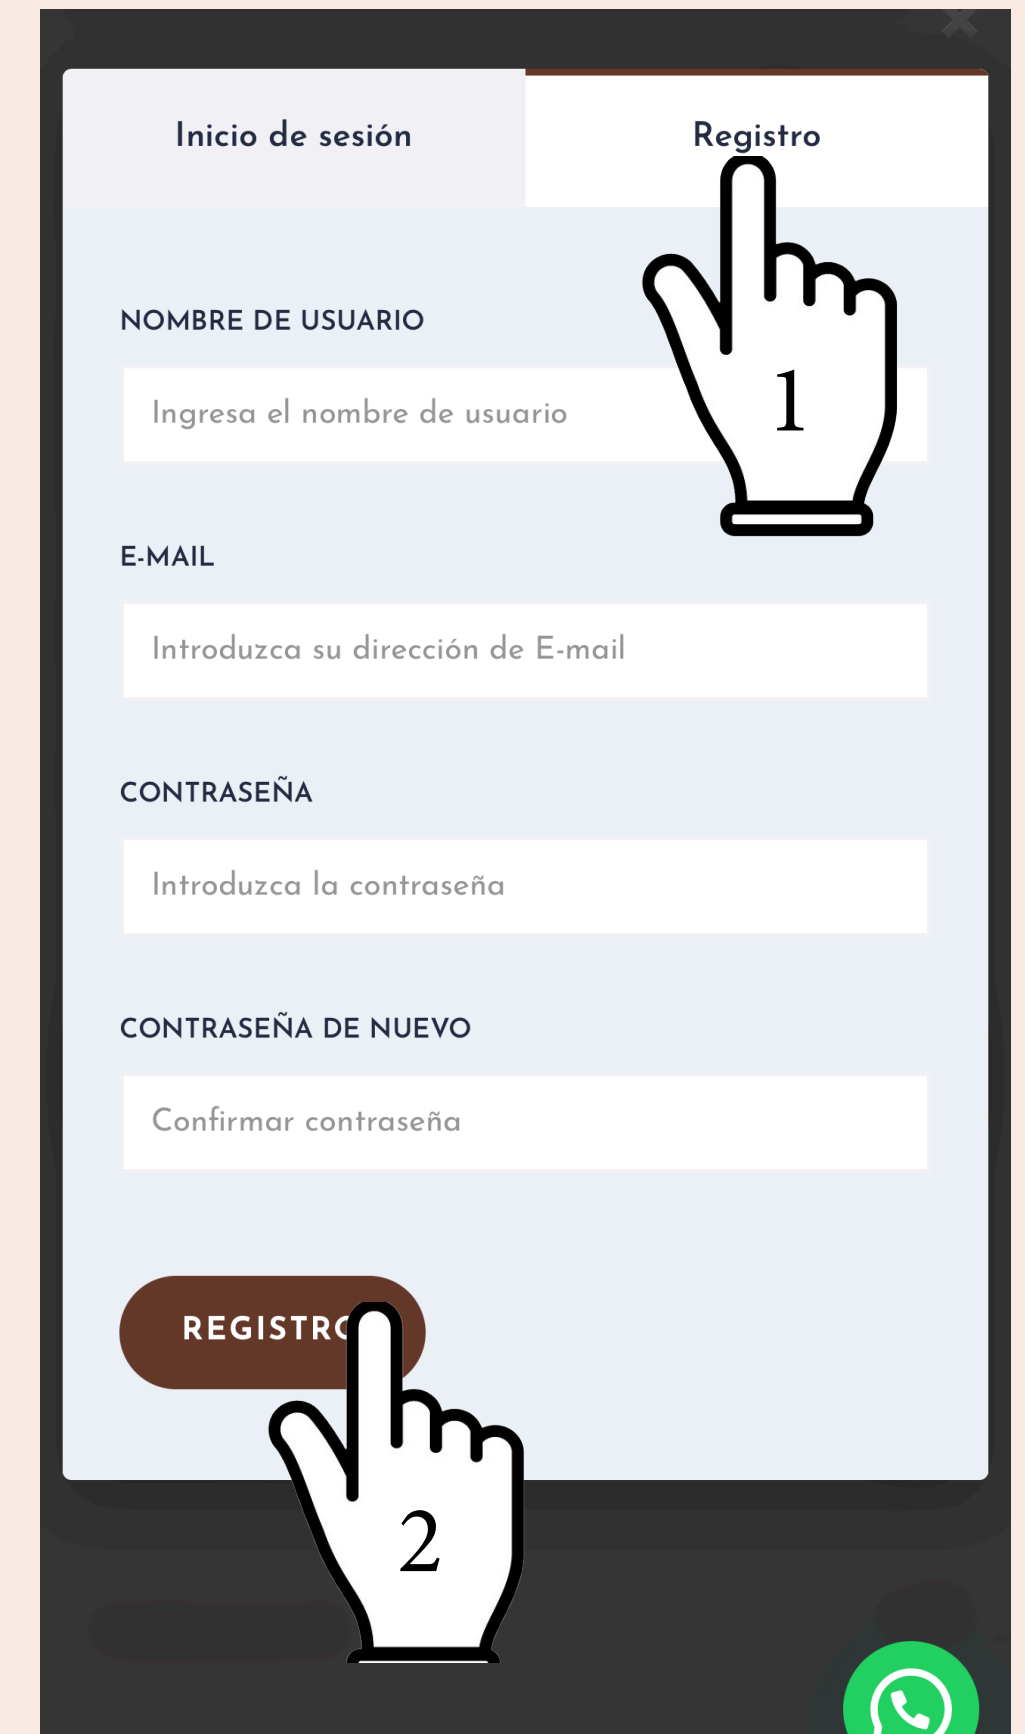 Inicio de sesión
Registro
1
NOMBRE DE USUARIO
Ingresa el nombre de usuario
E-MAIL
Introduzca su dirección de E-mail
CONTRASEÑA
Introduzca la contraseña
CONTRASEÑA DE NUEVO
Confirmar contraseña
REGISTRO
2